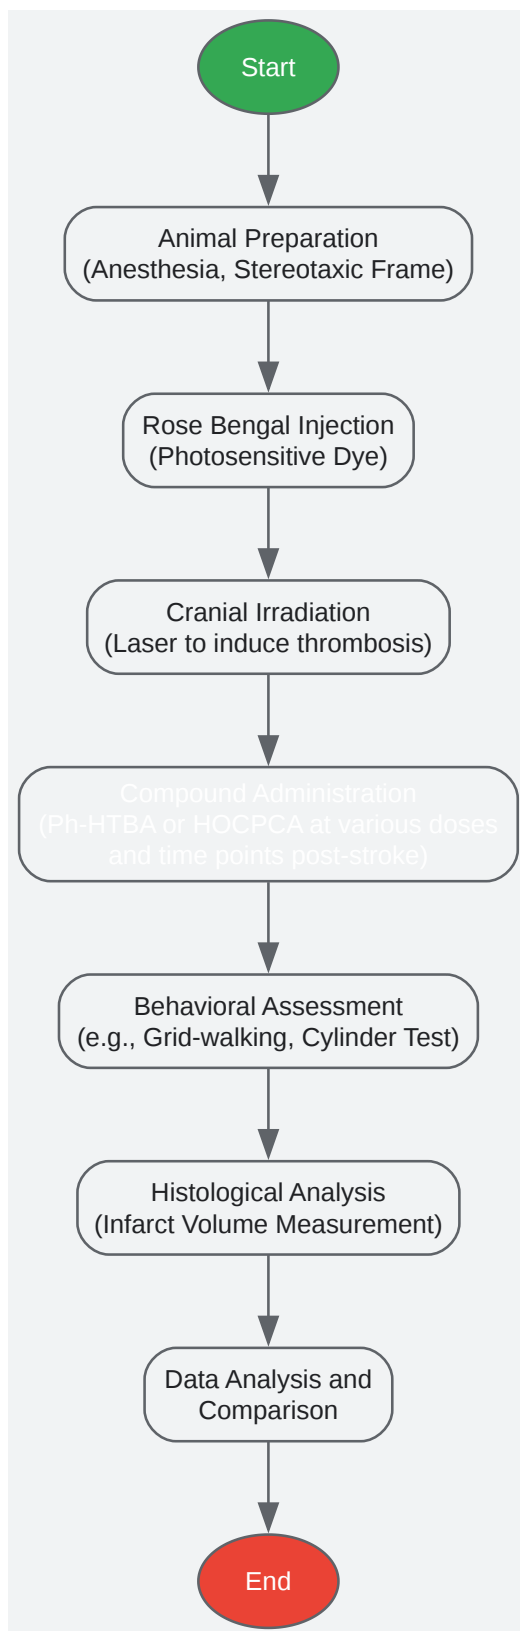 Start
Animal Preparation
(Anesthesia, Stereotaxic Frame)
Rose Bengal Injection
(Photosensitive Dye)
Cranial Irradiation
(Laser to induce thrombosis)
Compound Administration
(Ph-HTBA or HOCPCA at various doses
and time points post-stroke)
Behavioral Assessment
(e.g., Grid-walking, Cylinder Test)
Histological Analysis
(Infarct Volume Measurement)
Data Analysis and
Comparison
End